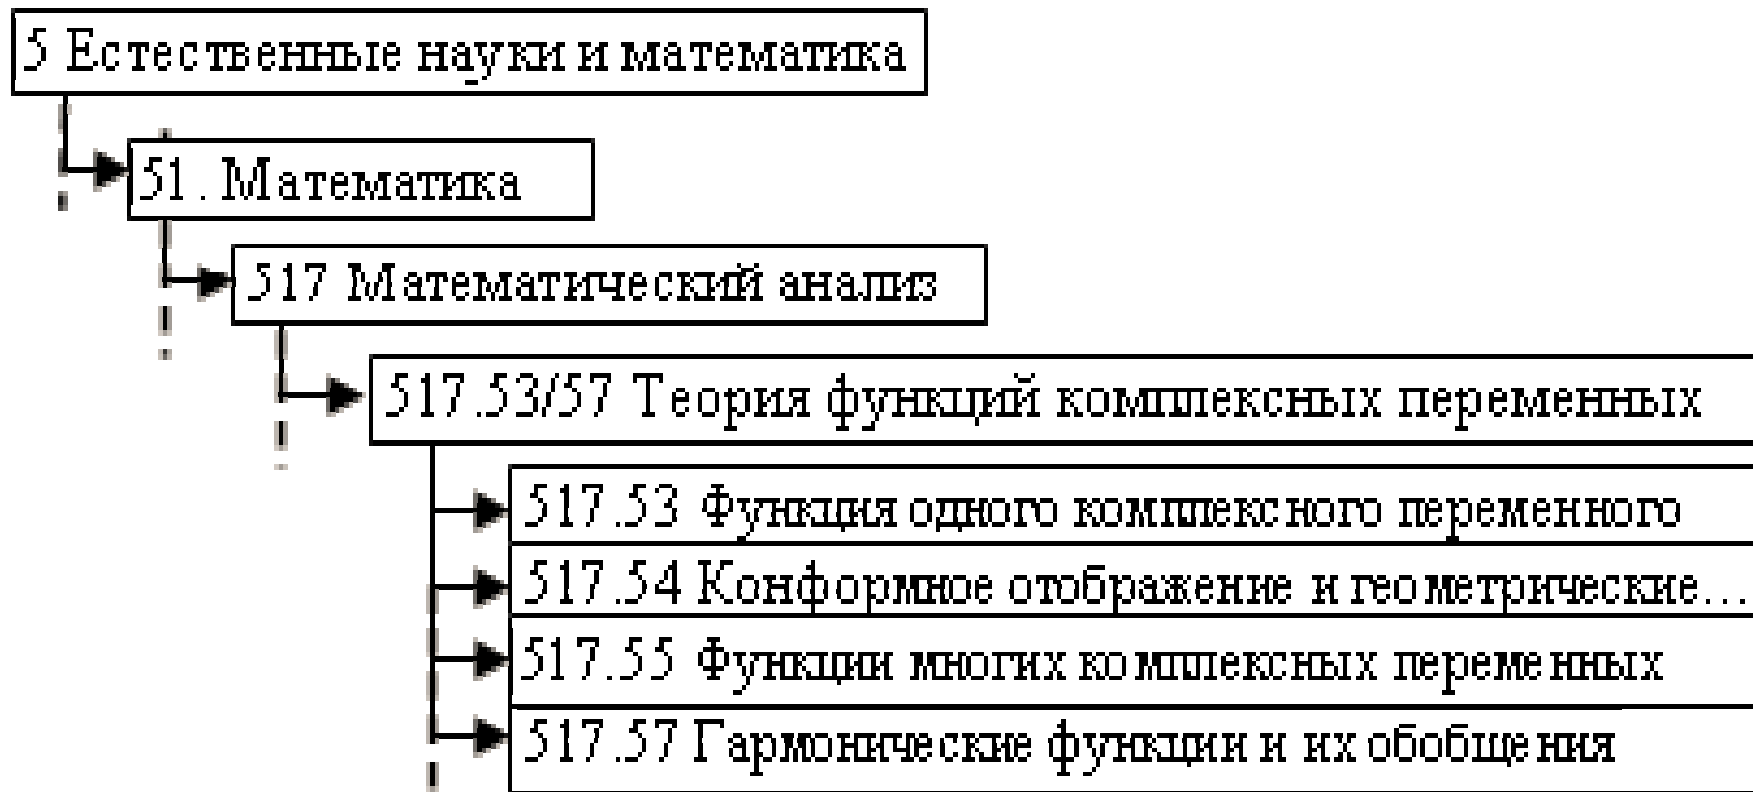 5 Естественные науки и математика
51. Математика
517 Математический анализ
517.53/57 Теория функций комплексных переменных
517.53 Функция одного комплексного переменного
517.54 Конформное отображение и геометрические...
517.55 Функции многих комплексных переменных
517.57 Гармонические функции и их обобщения